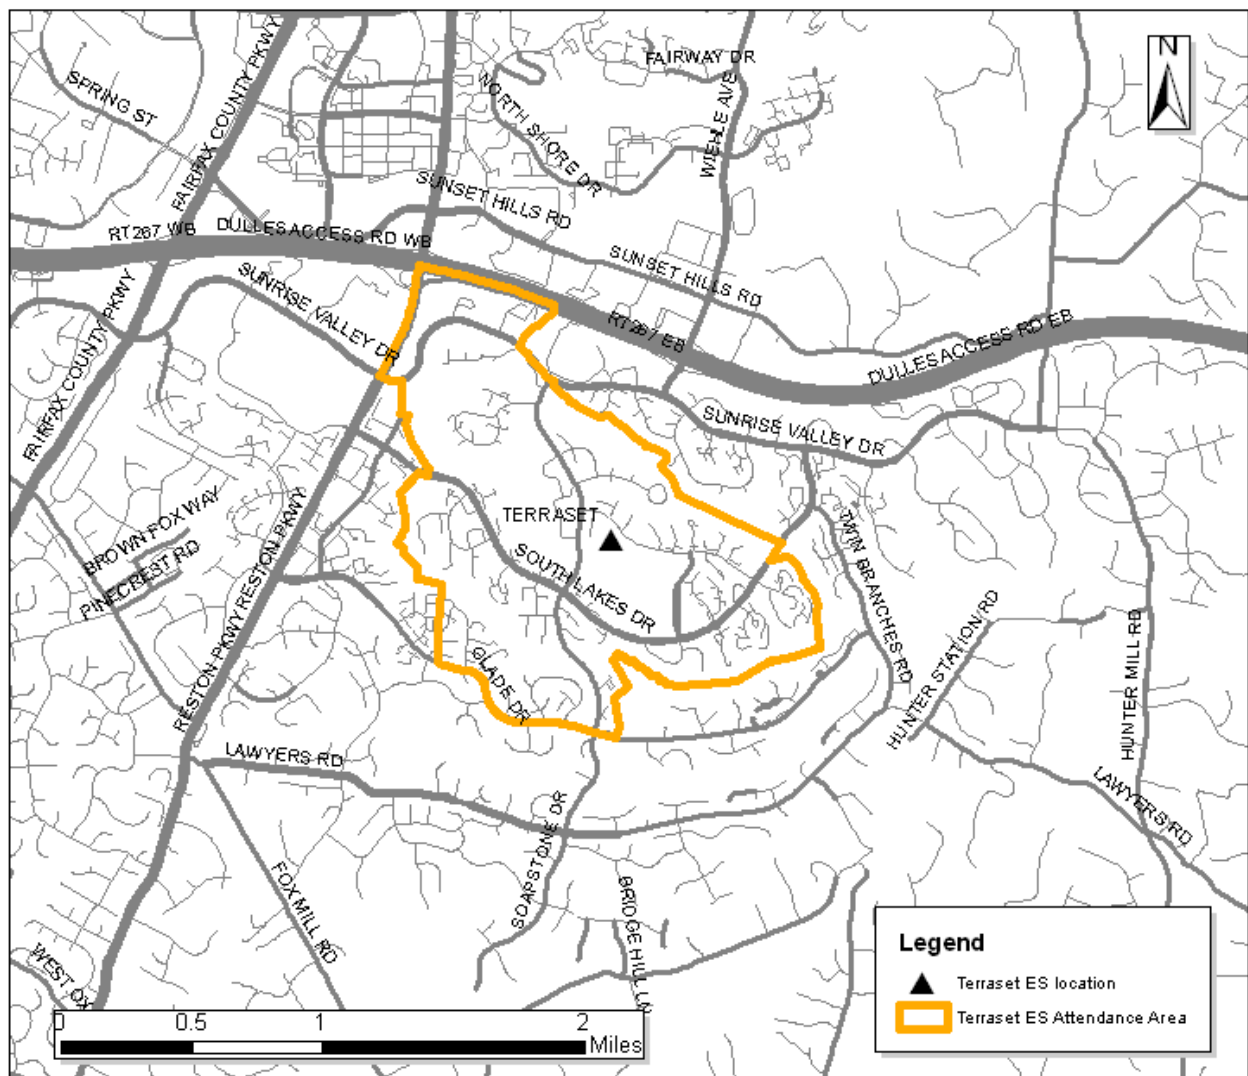 N
FAIRWAY DR
SPRING ST
FAIRFAX COUNTY PKWY
NORTH SHORE DR
WIEHLE AVE
SUNSET HILLS RD
RT267 WB
DULLES ACCESS RD WB
SUNSET HILLS RD
SUNRISE VALLEY DR
FAIRFAX COUNTY PKWY
RT267 EB
DULLES ACCESS RD EB
SUNRISE VALLEY DR
BROWN FOX WAY
PINECREST RD
RESTON PKWY
RESTON PKWY
TERRASET
SOUTH LAKES DR
TWIN BRANCHES RD
HUNTER STATION RD
HUNTER MILL RD
GLADE DR
LAWYERS RD
LAWYERS RD
SOAPSTONE DR
FOX MILL RD
BRIDGE HILL LN
WEST OX
Legend
Terraset ES location
Terraset ES Attendance Area
0 0.5 1 2
Miles